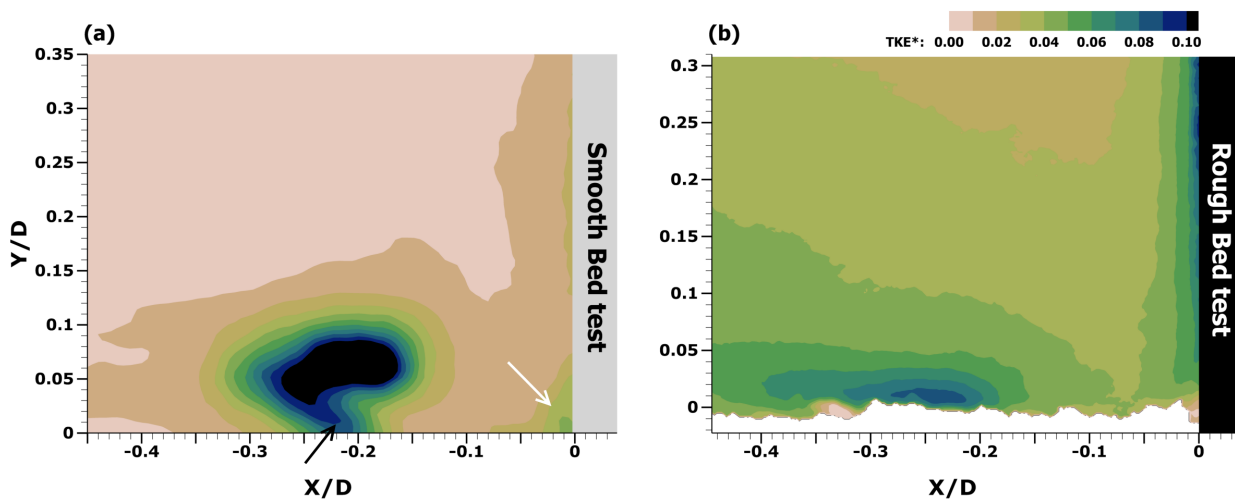 (a)
(b)
TKE*: 0.00 0.02 0.04 0.06 0.08 0.10
0.35
0.3
0.25
0.2
0.15
0.1
0.05
0
Y/D
-0.4 -0.3 -0.2 -0.1 0
X/D
Smooth Bed test
0.3
0.25
0.2
0.15
0.1
0.05
0
-0.4 -0.3 -0.2 -0.1 0
X/D
Rough Bed test